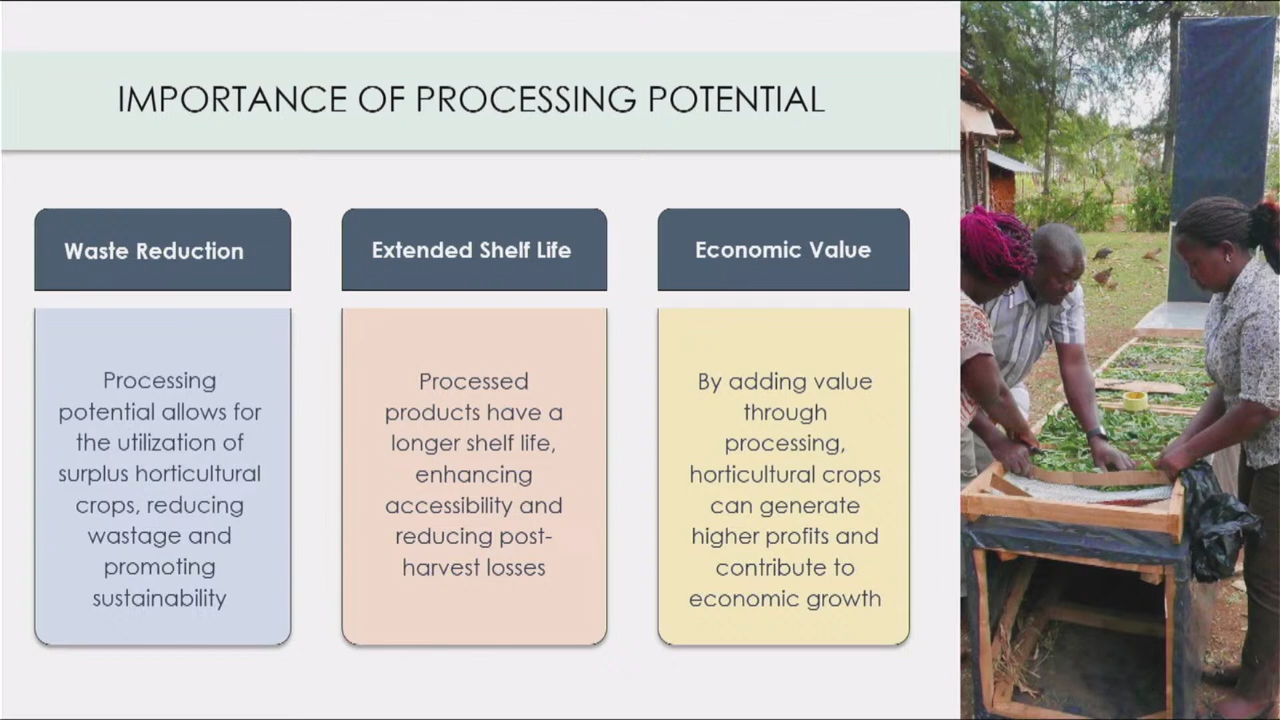 IMPORTANCE OF PROCESSING POTENTIAL
Waste Reduction
Processing
potential allows for
the utilization of
surplus horticultural
crops, reducing
wastage and
promoting
sustainability
Extended Shelf Life
Processed
products have a
longer shelf life,
enhancing
accessibility and
reducing post-
harvest losses
Economic Value
By adding value
through
processing,
horticultural crops
can generate
higher profits and
contribute to
economic growth